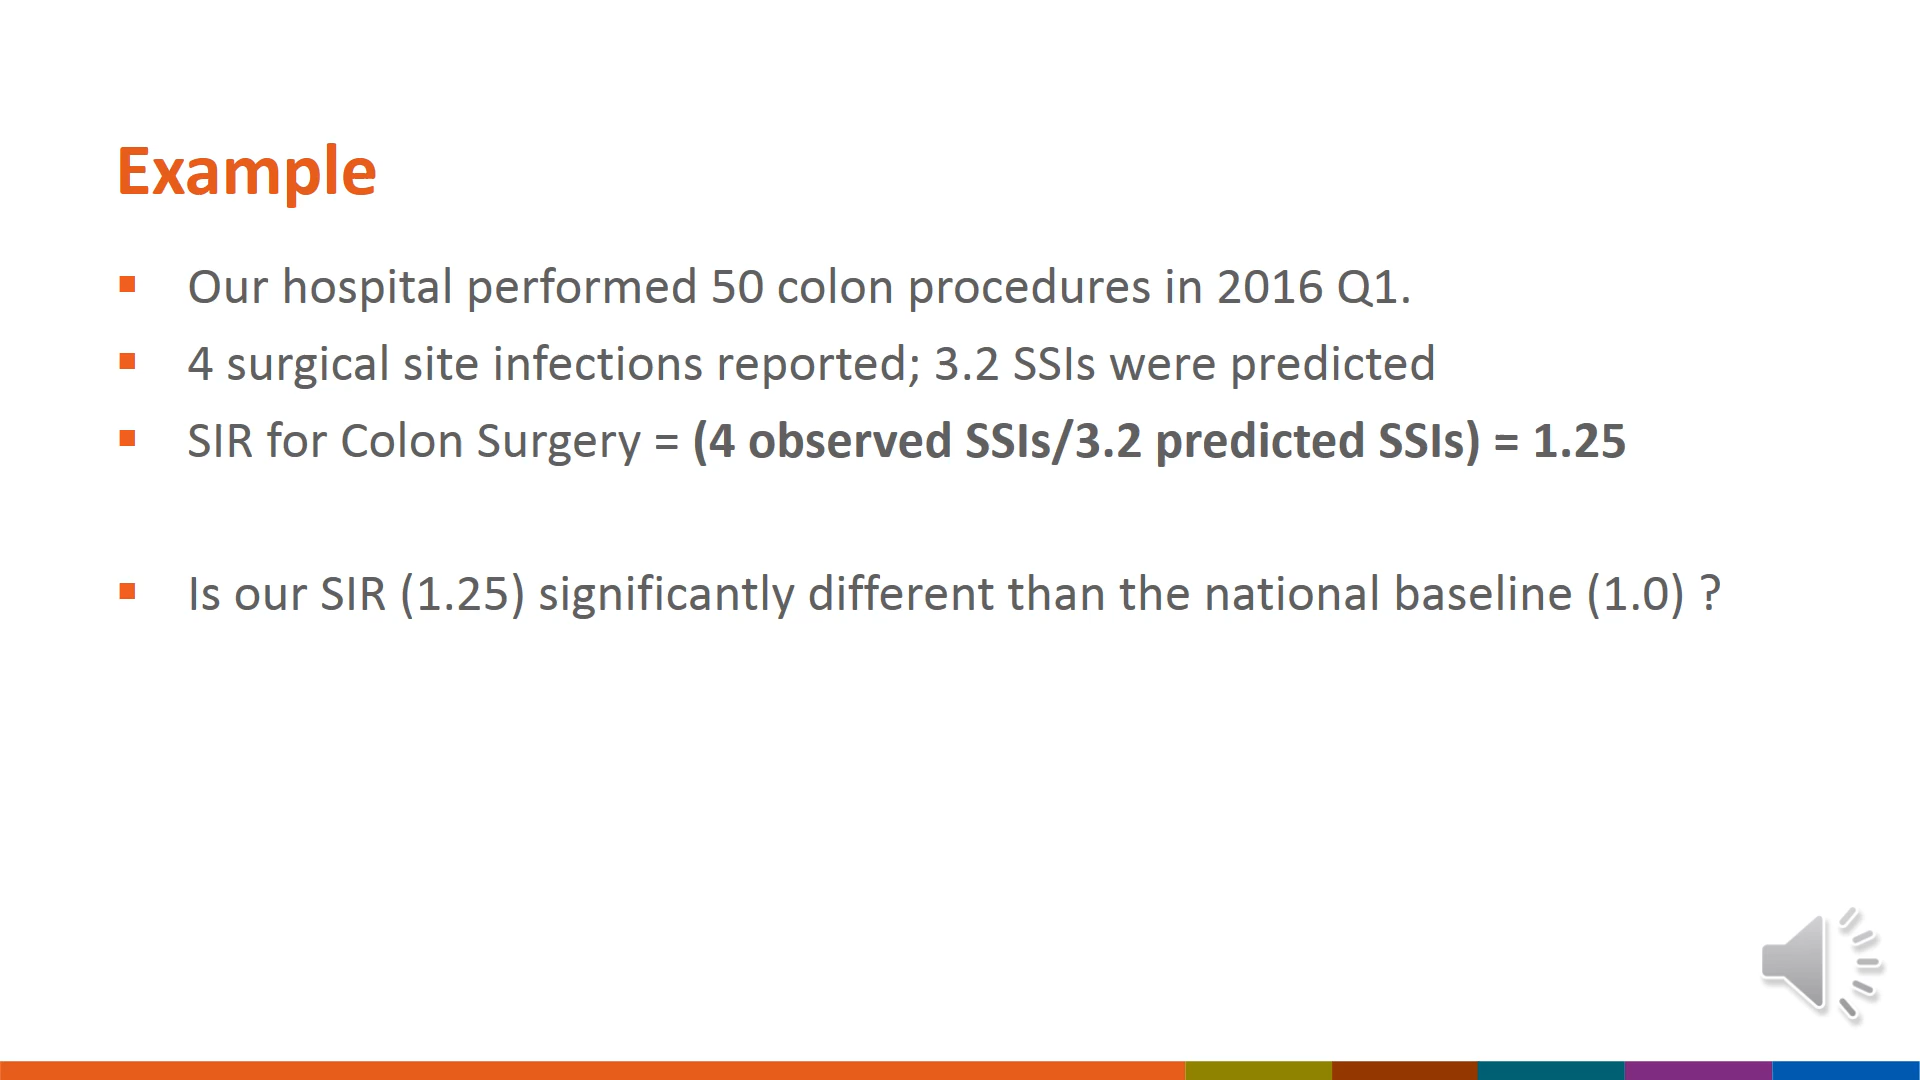 Example
▪ Our hospital performed 50 colon procedures in 2016 Q1.
▪ 4 surgical site infections reported; 3.2 SSIs were predicted
▪ SIR for Colon Surgery = (4 observed SSIs/3.2 predicted SSIs) = 1.25
▪ Is our SIR (1.25) significantly different than the national baseline (1.0) ?